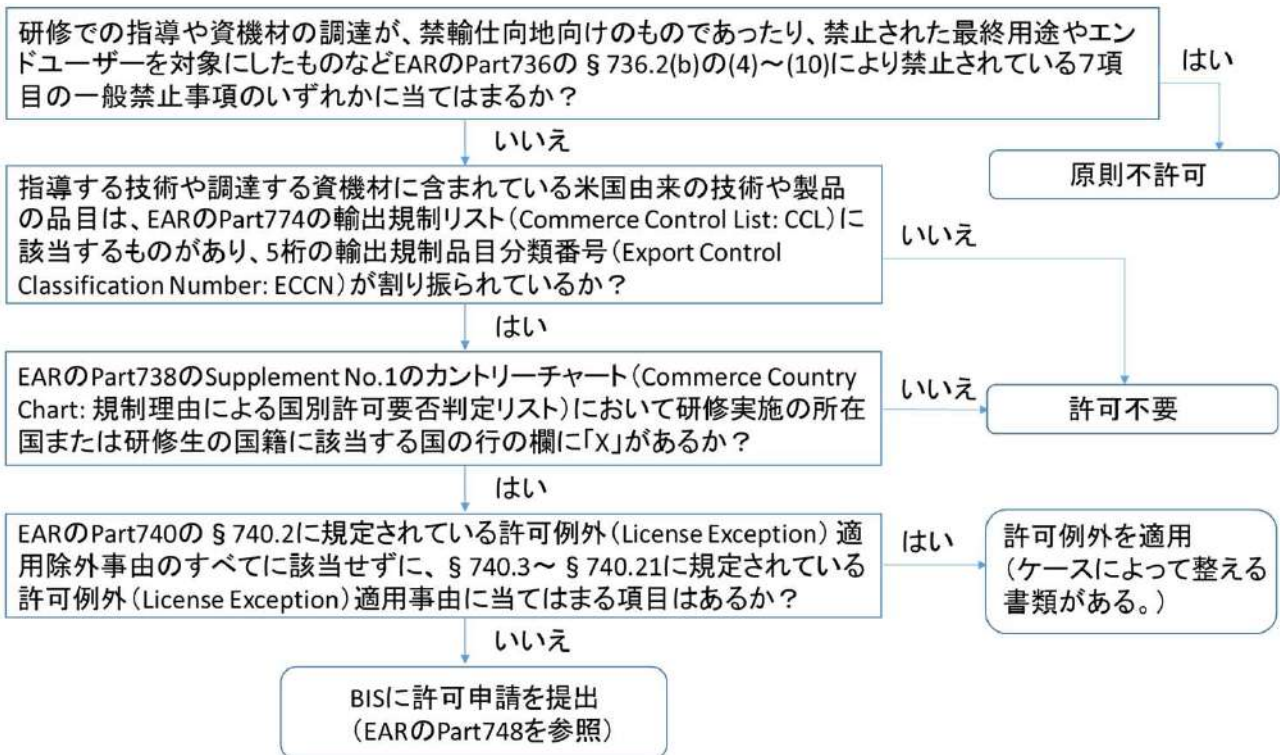 研修での指導や資機材の調達が、禁輸仕向地向けのものであったり、禁止された最終用途やエン
ドユーザーを対象にしたものなどEARのPart736の§736.2(b)の(4)～(10)により禁止されている7項
目の一般禁止事項のいずれかに当てはまるか？
はい
いいえ
原則不許可
指導する技術や調達する資機材に含まれている米国由来の技術や製品
の品目は、EARのPart774の輸出規制リスト（Commerce Control List: CCL）に
該当するものがあり、5桁の輸出規制品目分類番号（Export Control
Classification Number: ECCN）が割り振られているか？
いいえ
はい
EARのPart738のSupplement No.1のカントリーチャート（Commerce Country
Chart: 規制理由による国別許可要否判定リスト）において研修実施の所在
国または研修生の国籍に該当する国の行の欄に「X」があるか？
いいえ
許可不要
はい
EARのPart740の§740.2に規定されている許可例外（License Exception）適
用除外事由のすべてに該当せずに、§740.3～§740.21に規定されている
許可例外（License Exception）適用事由に当てはまる項目はあるか？
はい
許可例外を適用
（ケースによって整える
書類がある。）
いいえ
BISに許可申請を提出
（EARのPart748を参照）